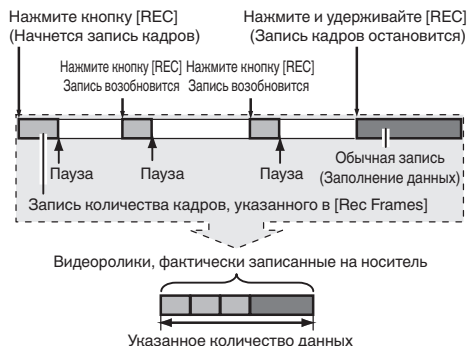 Нажмите кнопку [REC]
(Начнется запись кадров)
Нажмите и удерживайте [REC]
(Запись кадров остановится)
Нажмите кнопку [REC]
Запись возобновится
Нажмите кнопку [REC]
Запись возобновится
Пауза
Пауза
Пауза
Обычная запись
(Заполнение данных)
Запись количества кадров, указанного в [Rec Frames]
Видеоролики, фактически записанные на носитель
Указанное количество данных